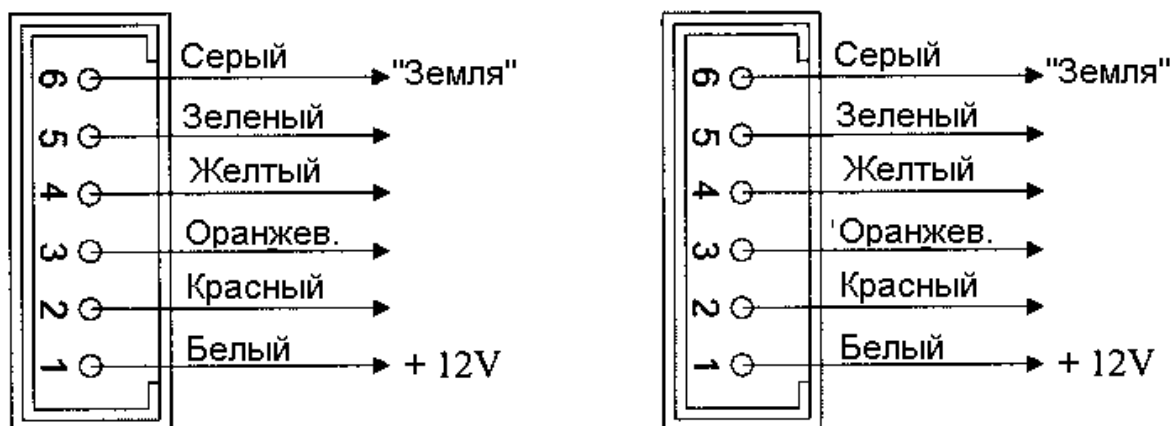 6 Серый "Земля"
5 Зеленый
4 Желтый
3 Оранжев.
2 Красный
1 Белый + 12V
6 Серый "Земля"
5 Зеленый
4 Желтый
3 Оранжев.
2 Красный
1 Белый + 12V